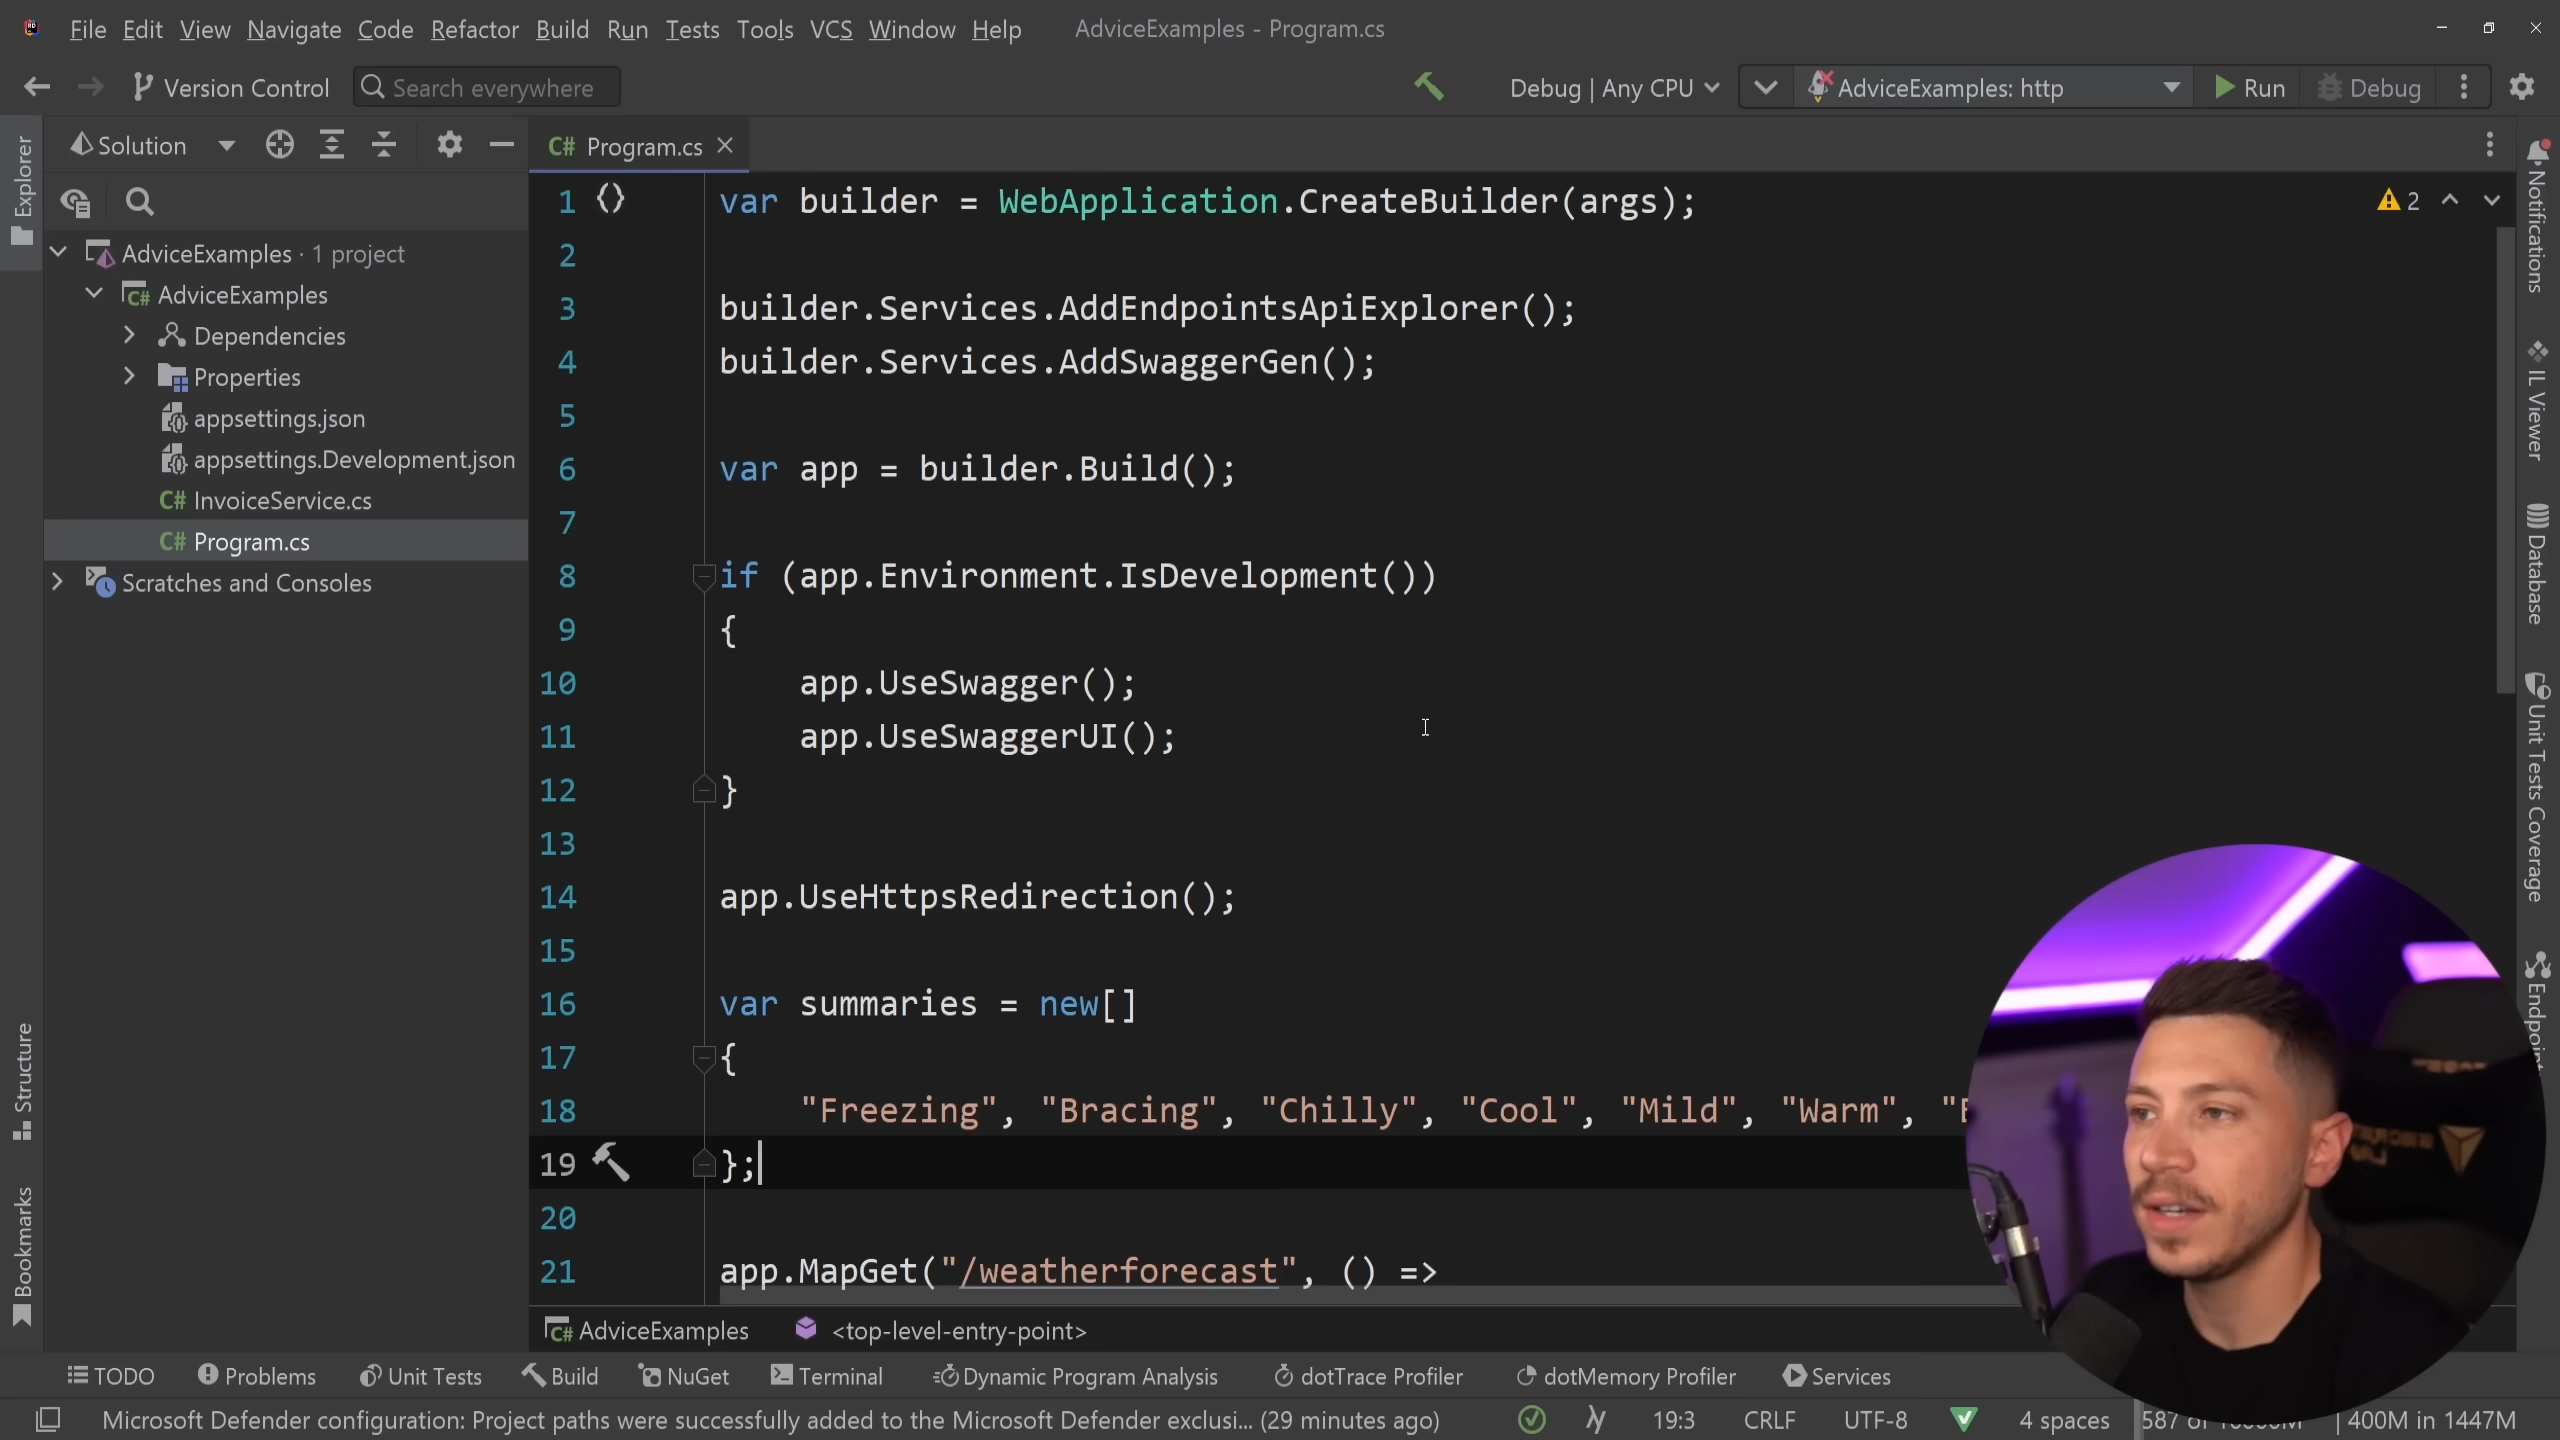 File Edit View Navigate Code Refactor Build Run Tests Tools VCS Window Help AdviceExamples - Program.cs
Version Control Search everywhere Debug | Any CPU AdviceExamples: http Run Debug
Solution
C# Program.cs
Explorer
AdviceExamples · 1 project
C# AdviceExamples
Dependencies
Properties
appsettings.json
appsettings.Development.json
C# InvoiceService.cs
C# Program.cs
Scratches and Consoles
Structure
Bookmarks
1 {} var builder = WebApplication.CreateBuilder(args);
2
3 builder.Services.AddEndpointsApiExplorer();
4 builder.Services.AddSwaggerGen();
5
6 var app = builder.Build();
7
8 if (app.Environment.IsDevelopment())
9 {
10 app.UseSwagger();
11 app.UseSwaggerUI();
12 }
13
14 app.UseHttpsRedirection();
15
16 var summaries = new[]
17 {
18 "Freezing", "Bracing", "Chilly", "Cool", "Mild", "Warm",
19 };
20
21 app.MapGet("/weatherforecast", () =>
2
Notifications
IL Viewer
Database
Unit Tests Coverage
C# AdviceExamples <top-level-entry-point>
TODO Problems Unit Tests Build NuGet Terminal Dynamic Program Analysis dotTrace Profiler dotMemory Profiler Services
Microsoft Defender configuration: Project paths were successfully added to the Microsoft Defender exclusi... (29 minutes ago) 19:3 CRLF UTF-8 4 spaces 400M in 1447M